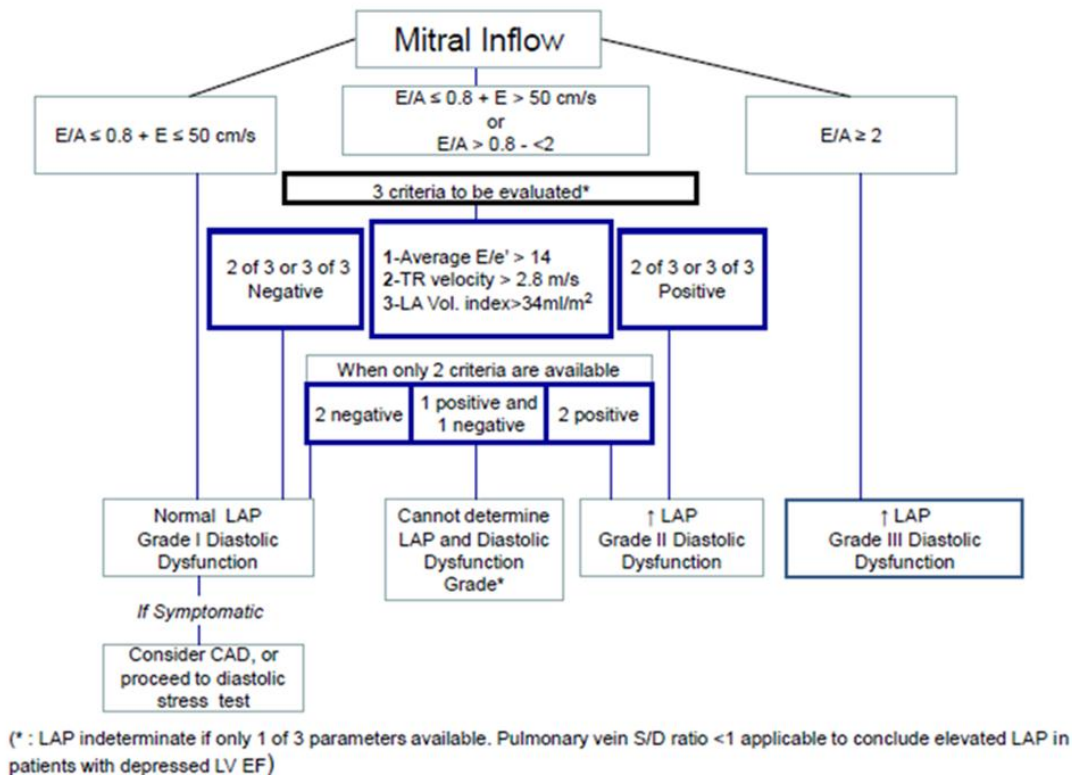 Mitral Inflow
E/A ≤ 0.8 + E ≤ 50 cm/s
E/A ≤ 0.8 + E > 50 cm/s
or
E/A > 0.8 - <2
E/A ≥ 2
3 criteria to be evaluated*
2 of 3 or 3 of 3
Negative
1-Average E/e' > 14
2-TR velocity > 2.8 m/s
3-LA Vol. index>34ml/m²
2 of 3 or 3 of 3
Positive
When only 2 criteria are available
2 negative
1 positive and
1 negative
2 positive
Normal LAP
Grade I Diastolic
Dysfunction
Cannot determine
LAP and Diastolic
Dysfunction
Grade*
↑ LAP
Grade II Diastolic
Dysfunction
↑ LAP
Grade III Diastolic
Dysfunction
If Symptomatic
Consider CAD, or
proceed to diastolic
stress test
(* : LAP indeterminate if only 1 of 3 parameters available. Pulmonary vein S/D ratio <1 applicable to conclude elevated LAP in
patients with depressed LV EF)